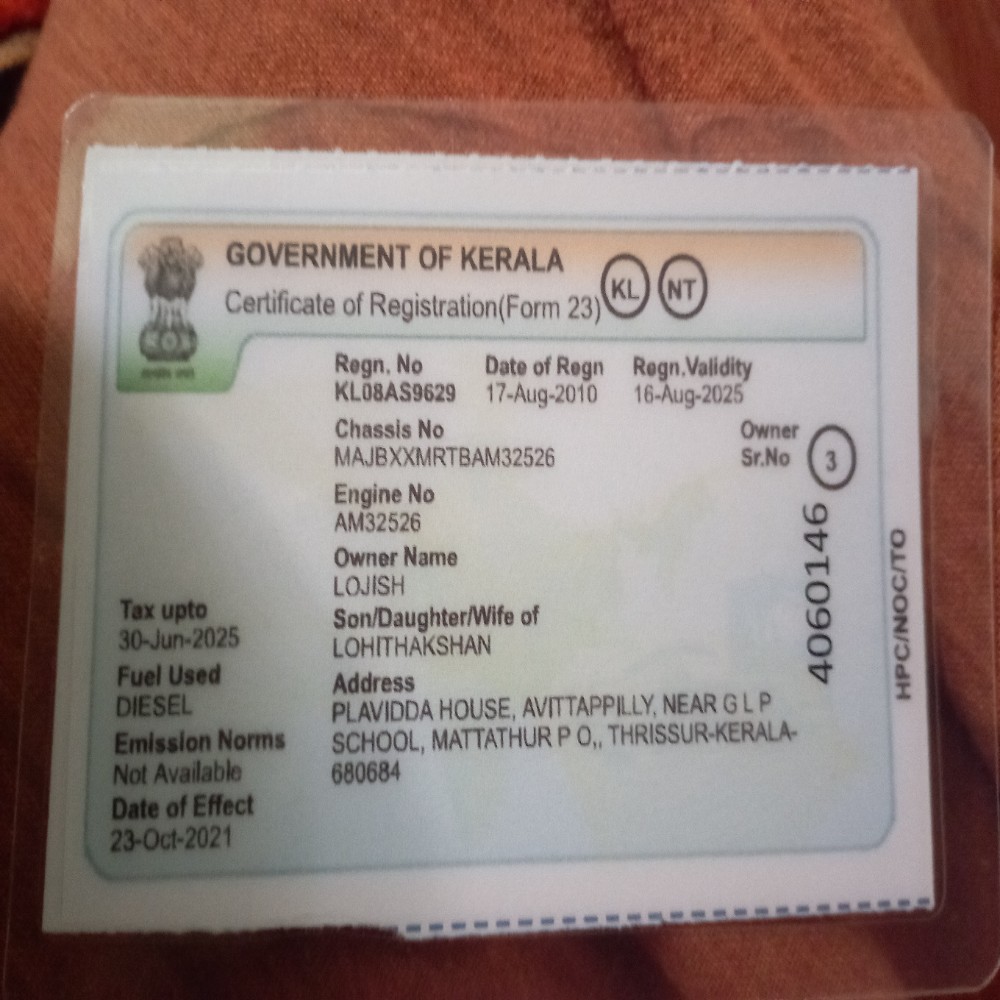 GOVERNMENT OF KERALA
Certificate of Registration(Form 23)
KL NT
Regn. No Date of Regn Regn.Validity
KL08AS9629 17-Aug-2010 16-Aug-2025
Chassis No
MAJBXXMRTBAM32526
Owner
Sr.No 3
Engine No
AM32526
Owner Name
LOJISH
Son/Daughter/Wife of
LOHITHAKSHAN
Address
PLAVIDDA HOUSE, AVITTAPPILLY, NEAR G L P
SCHOOL, MATTATHUR P O,, THRISSUR-KERALA-
680684
Tax upto
30-Jun-2025
Fuel Used
DIESEL
Emission Norms
Not Available
Date of Effect
23-Oct-2021
4060146
HPC/NOC/TO